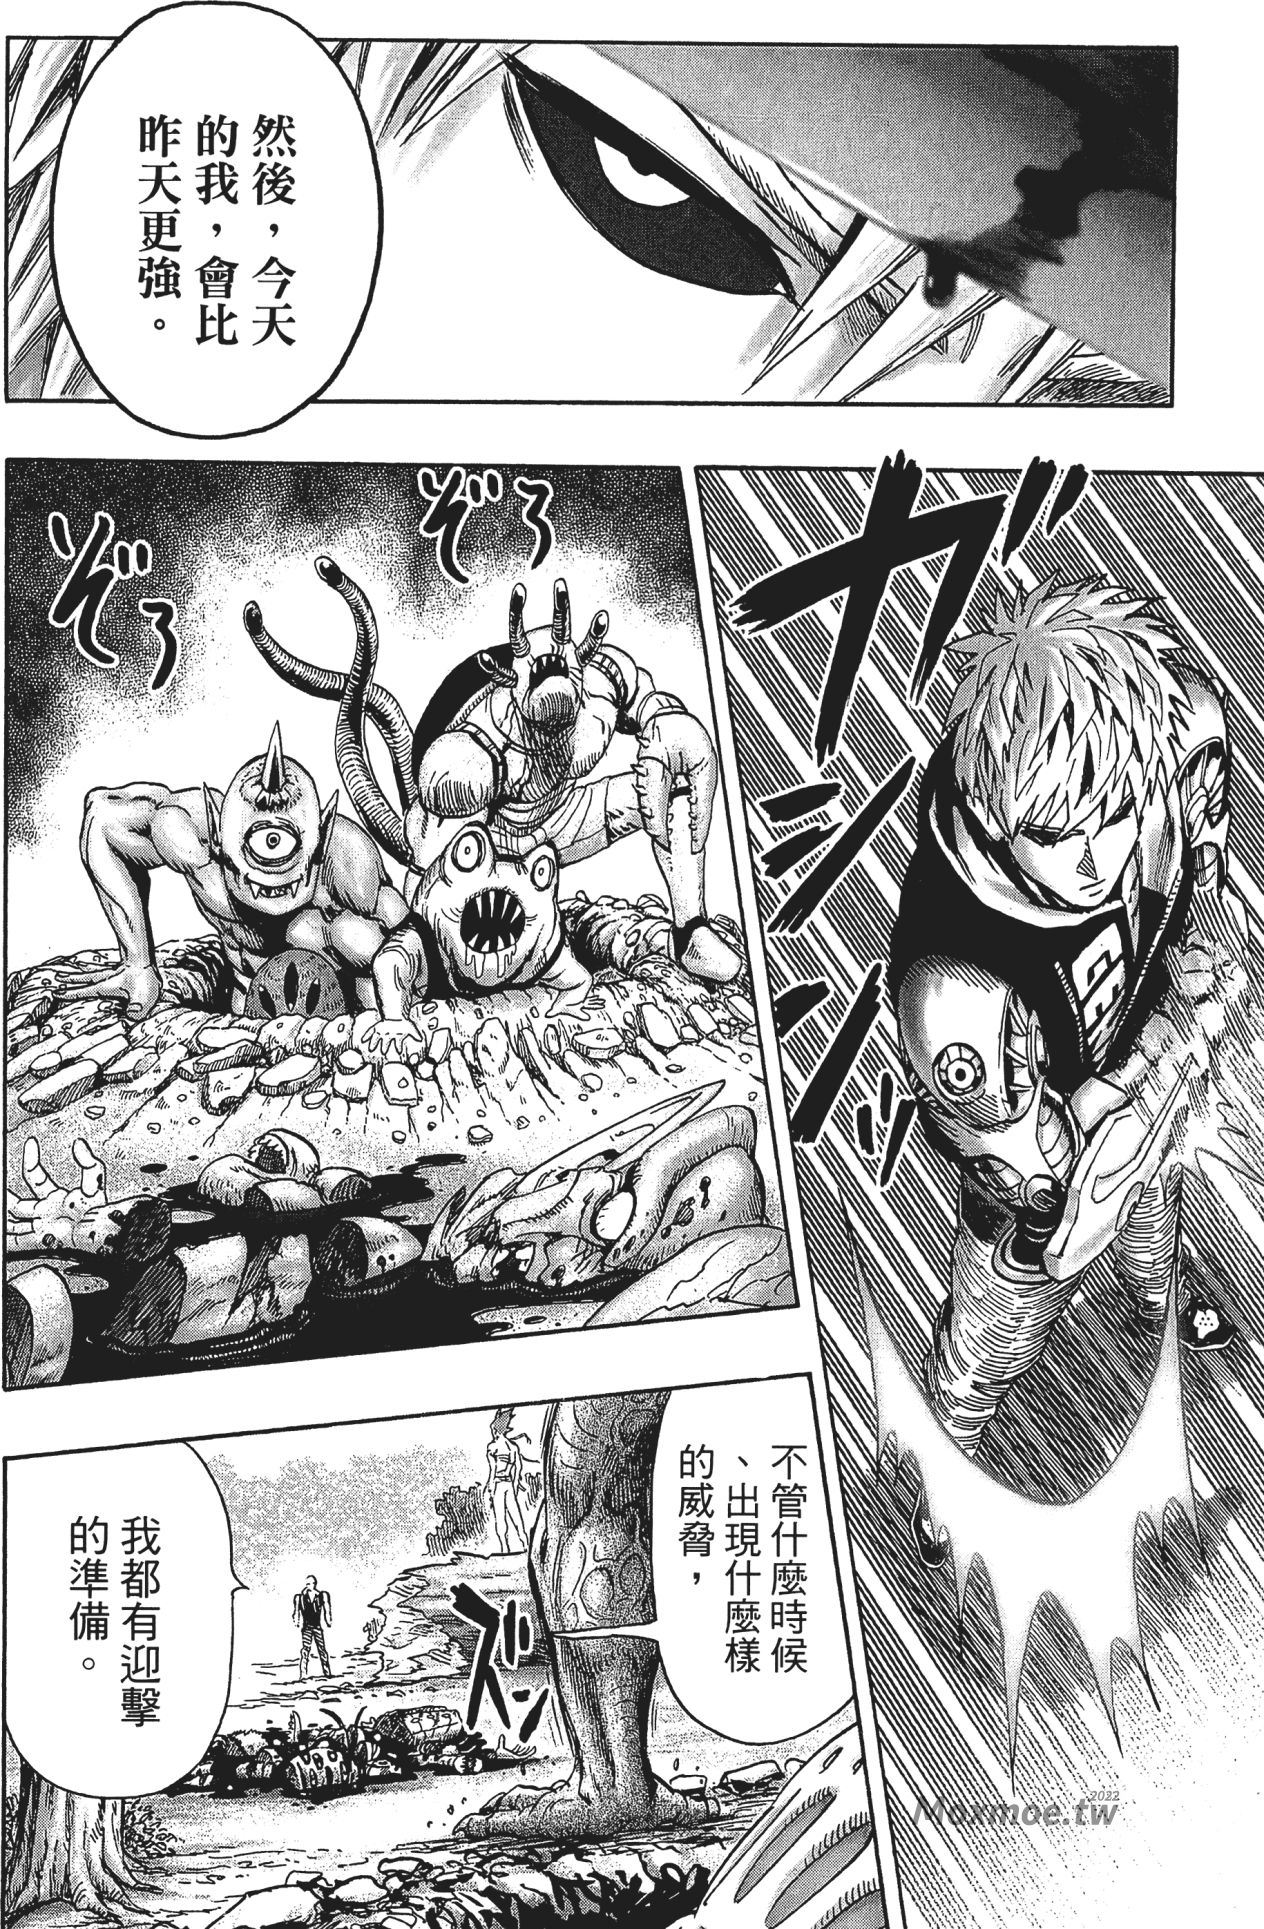 然後，今天
的我，會比
昨天更強。
ガシャッ
ぞろ
ぞろ
不管什麼時候
、出現什麼樣
的威脅，
ズン
我都有迎擊
的準備。
2022
Moxmoe.tw